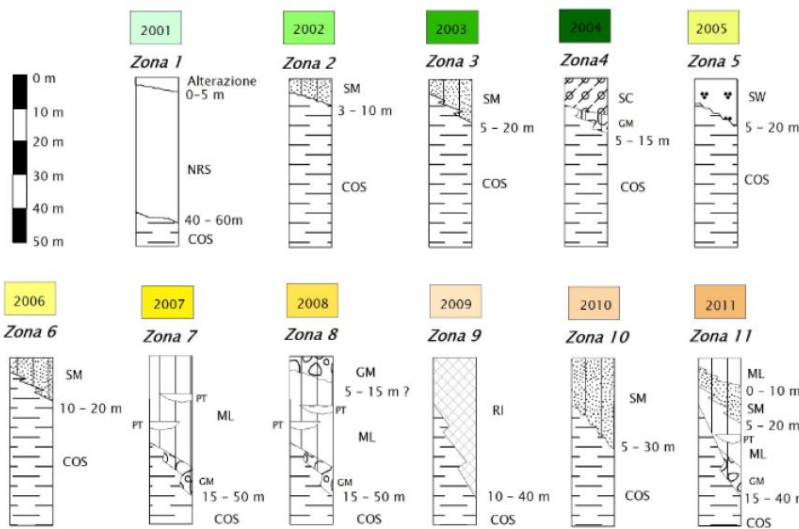 2001 2002 2003 2004 2005
Zona 1 Zona 2 Zona 3 Zona4 Zona 5
0 m
10 m
20 m
30 m
40 m
50 m
Alterazione
0-5 m
NRS
40 - 60m
COS
SM
3 - 10 m
COS
SM
5 - 20 m
COS
SC
GM
5 - 15 m
COS
SW
5 - 20 m
COS
2006 2007 2008 2009 2010 2011
Zona 6 Zona 7 Zona 8 Zona 9 Zona 10 Zona 11
SM
10 - 20 m
COS
PT
ML
PT
GM
15 - 50 m
COS
GM
5 - 15 m ?
PT
PT
ML
GM
15 - 50 m
COS
RI
10 - 40 m
SM
5 - 30 m
COS
ML
0 - 10 m
SM
5 - 20 m
PT
ML
GM
15 - 40 m
COS